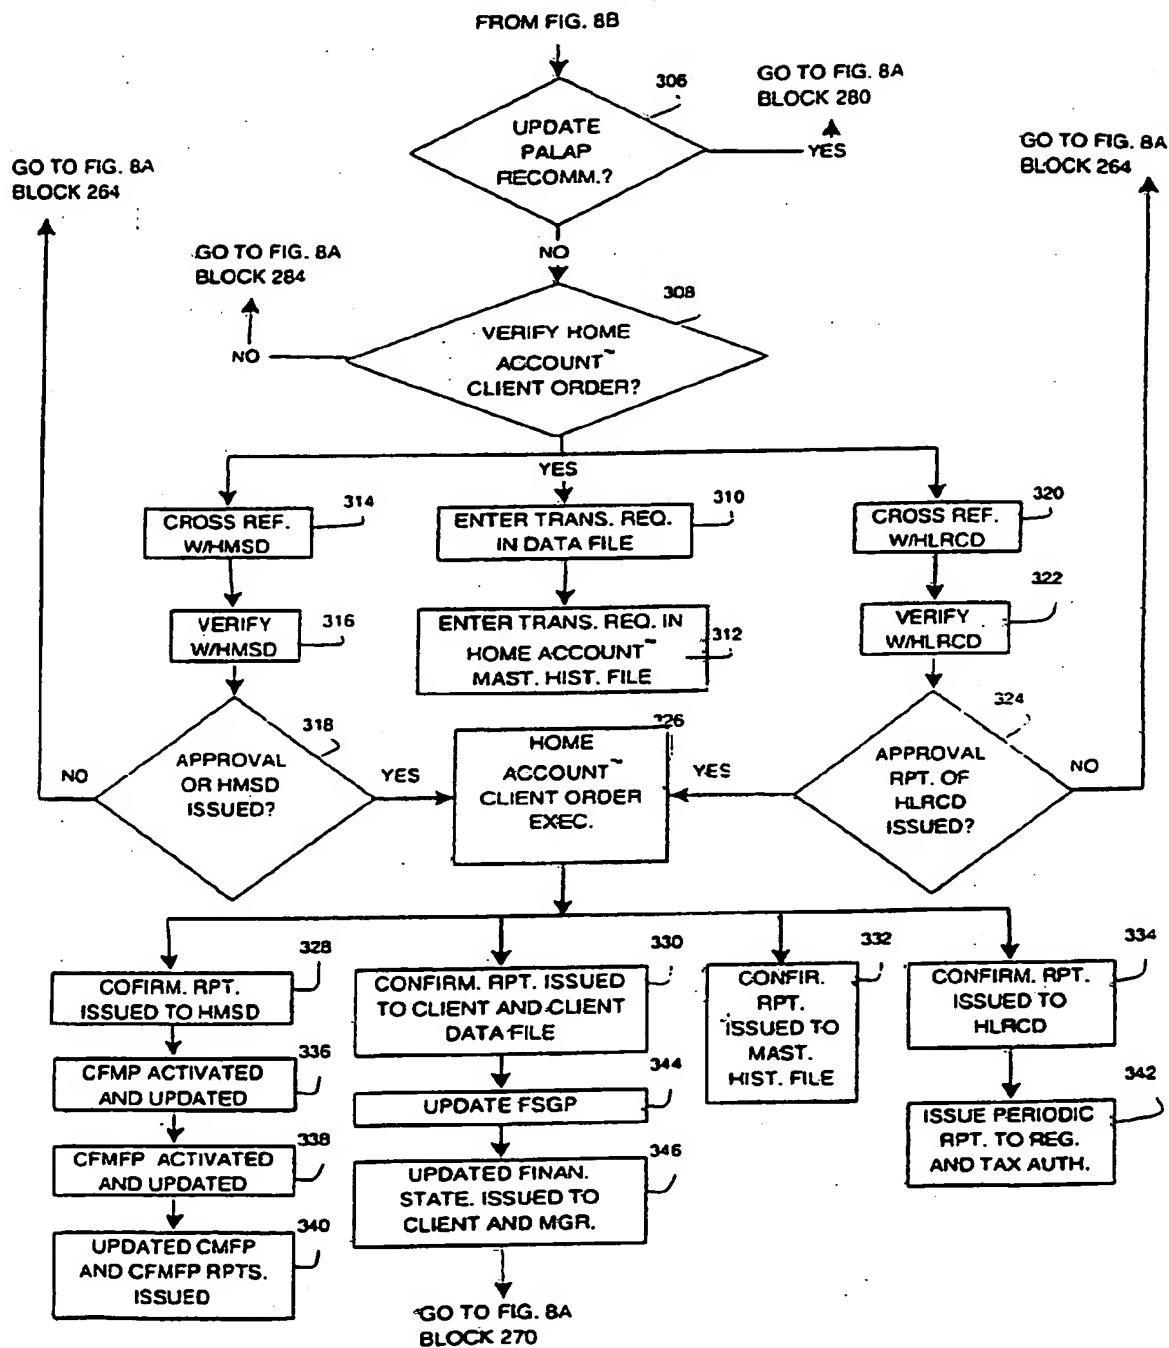 FROM FIG. 8B
306
UPDATE
PALAP
RECOMM.?
GO TO FIG. 8A
BLOCK 280
YES
GO TO FIG. 8A
BLOCK 264
GO TO FIG. 8A
BLOCK 264
NO
GO TO FIG. 8A
BLOCK 284
NO
308
VERIFY HOME
ACCOUNT~
CLIENT ORDER?
YES
314
CROSS REF.
W/HMSD
310
ENTER TRANS. REQ.
IN DATA FILE
320
CROSS REF.
W/HLRCD
316
VERIFY
W/HMSD
312
ENTER TRANS. REQ. IN
HOME ACCOUNT~
MAST. HIST. FILE
322
VERIFY
W/HLRCD
318
APPROVAL
OR HMSD
ISSUED?
NO
YES
326
HOME
ACCOUNT~
CLIENT ORDER
EXEC.
YES
324
APPROVAL
RPT. OF
HLRCD
ISSUED?
NO
328
COFIRM. RPT.
ISSUED TO HMSD
330
CONFIRM. RPT. ISSUED
TO CLIENT AND CLIENT
DATA FILE
332
CONFIR.
RPT.
ISSUED TO
MAST.
HIST. FILE
334
CONFIRM. RPT.
ISSUED TO
HLRCD
336
CFMP ACTIVATED
AND UPDATED
344
UPDATE FSGP
342
ISSUE PERIODIC
RPT. TO REG.
AND TAX AUTH.
338
CFMFP ACTIVATED
AND UPDATED
346
UPDATED FINAN.
STATE. ISSUED TO
CLIENT AND MGR.
340
UPDATED CMFP
AND CFMFP RPTS.
ISSUED
GO TO FIG. 8A
BLOCK 270